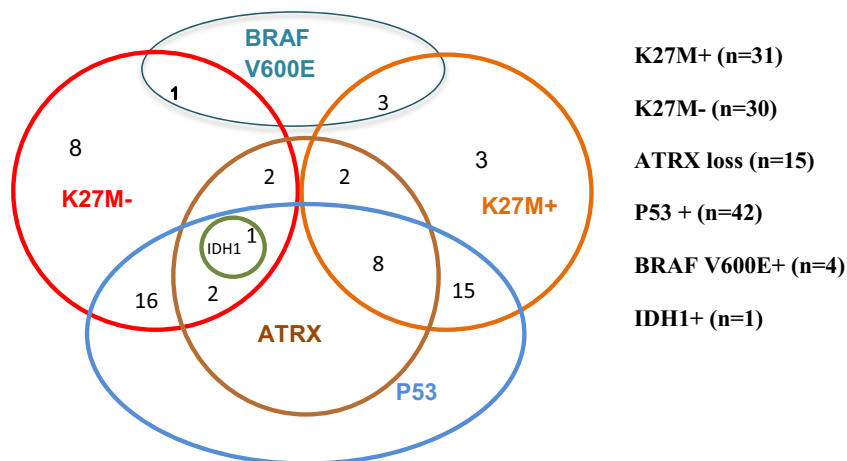 BRAF
V600E
1
3
8
2
2
3
K27M-
K27M+
IDH1
1
8
16
2
15
ATRX
P53
K27M+ (n=31)
K27M- (n=30)
ATRX loss (n=15)
P53 + (n=42)
BRAF V600E+ (n=4)
IDH1+ (n=1)